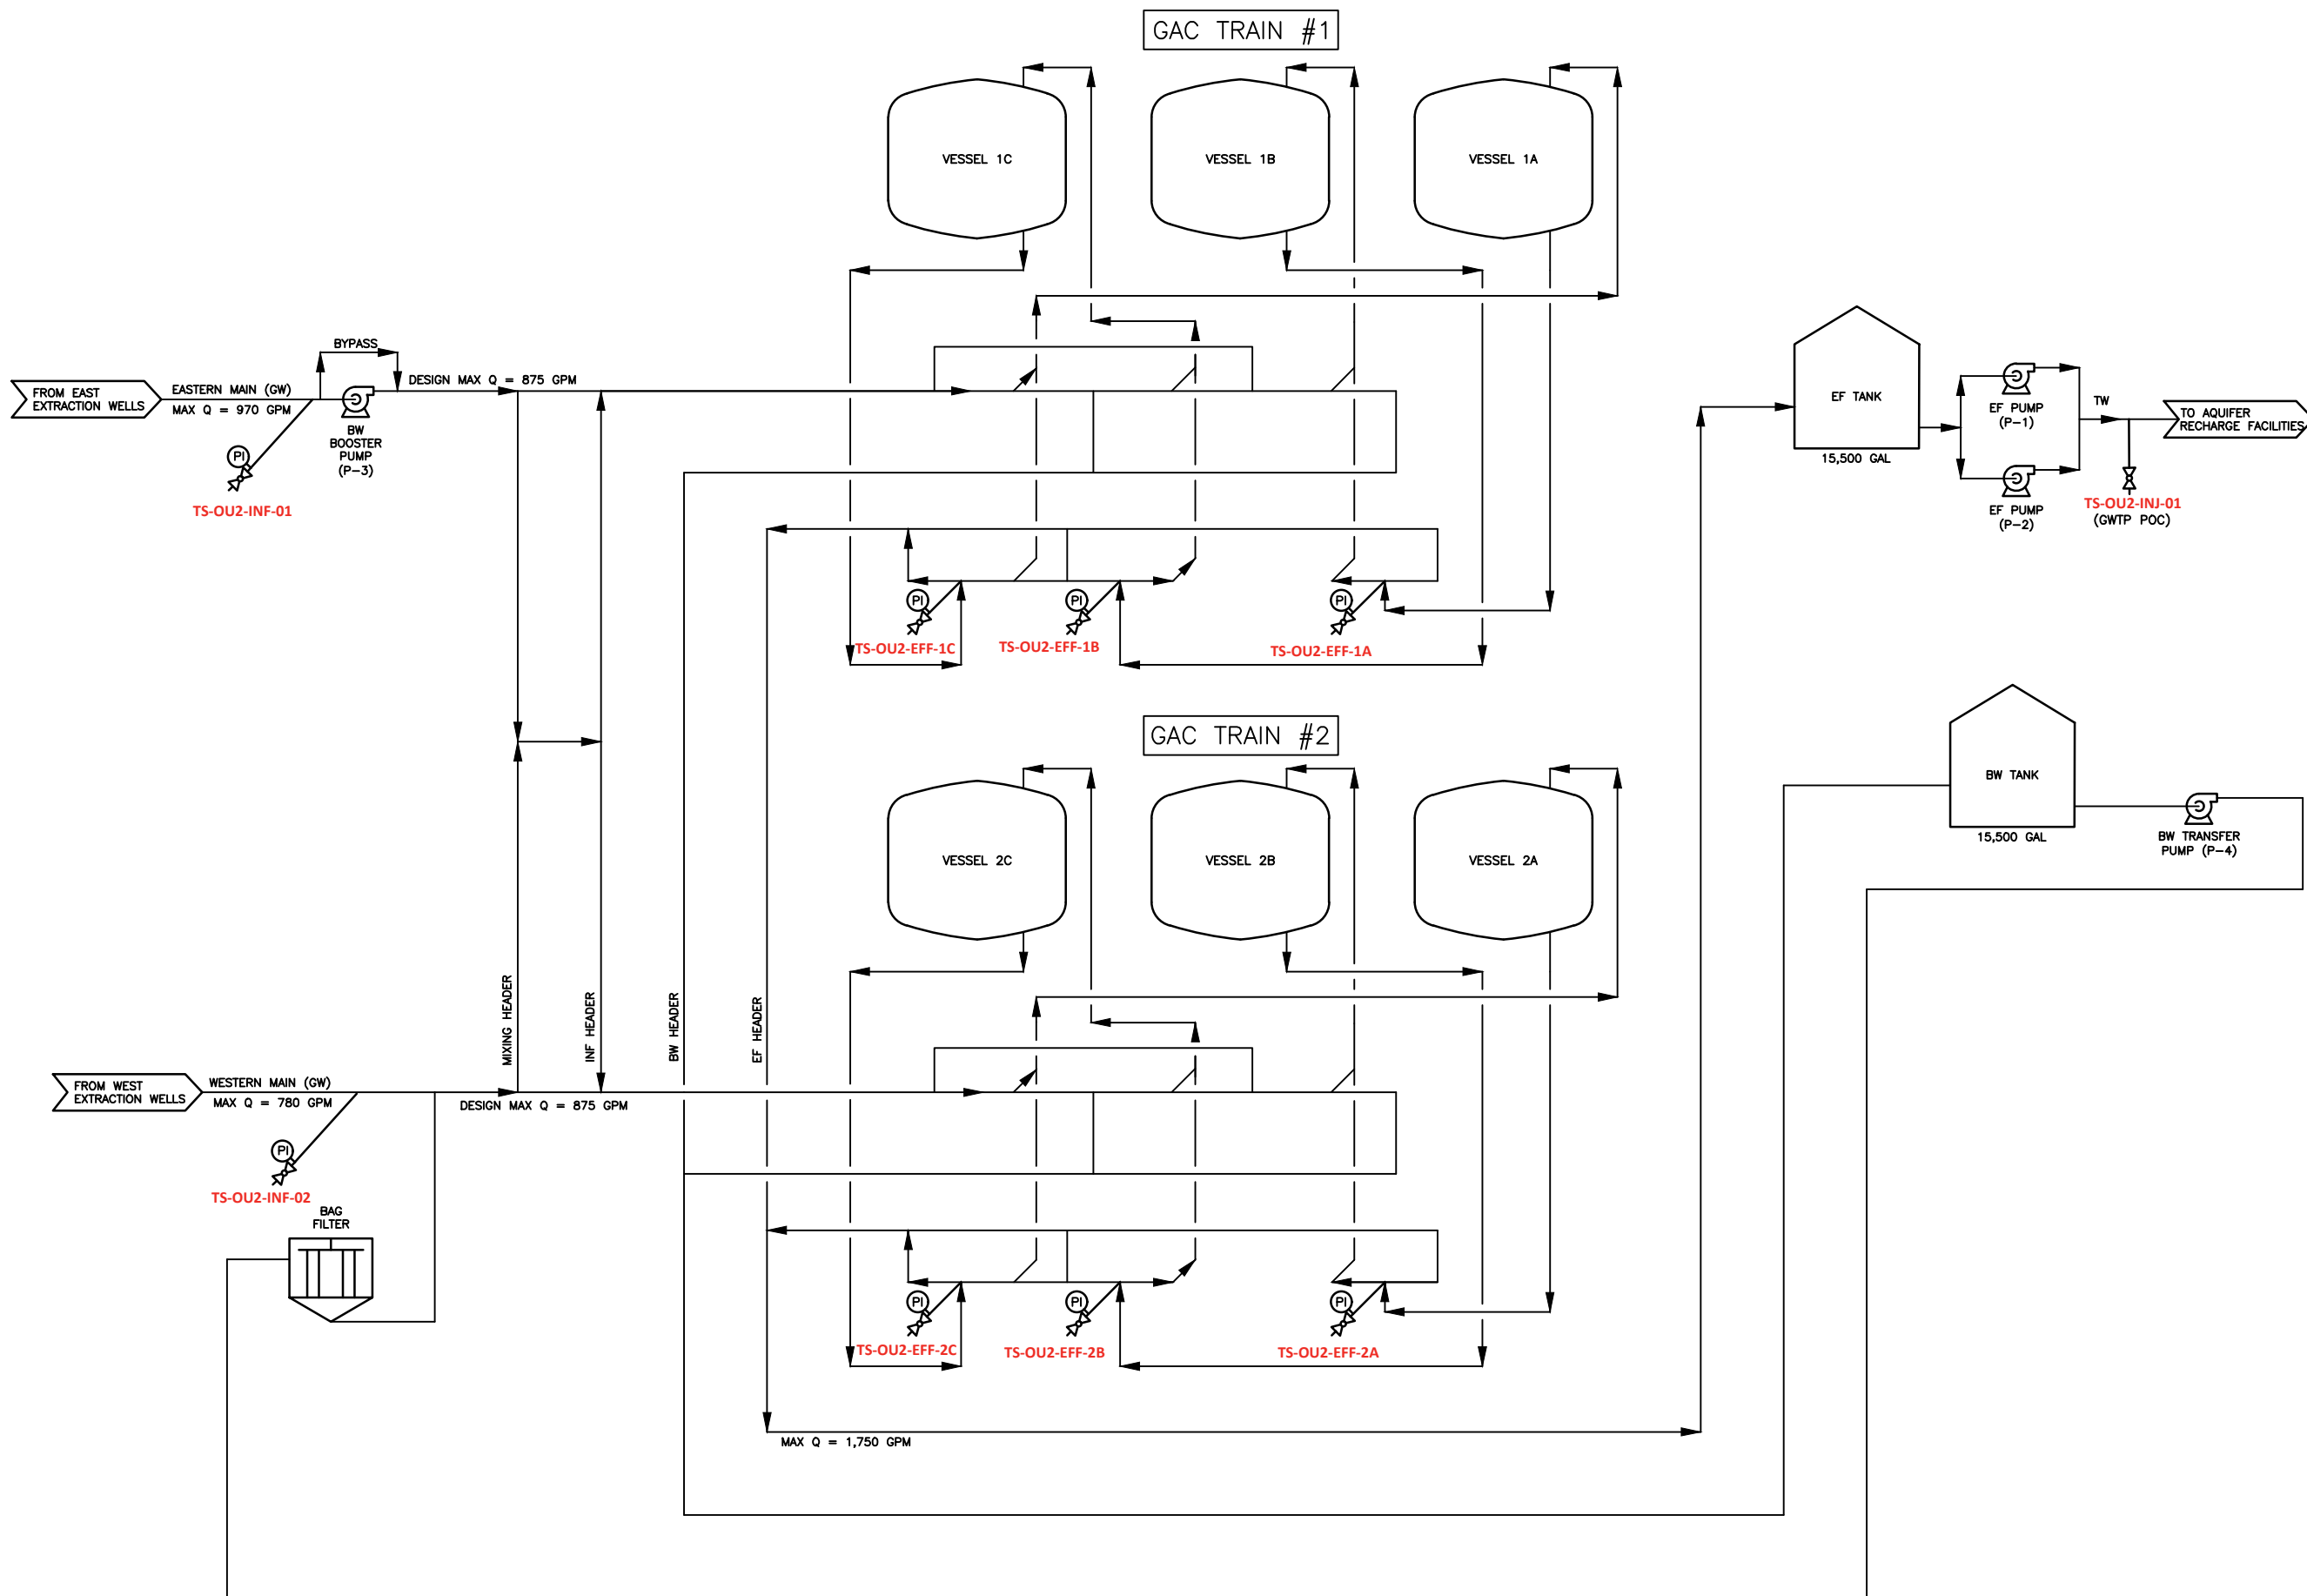 GAC TRAIN #1
VESSEL 1C
VESSEL 1B
VESSEL 1A
FROM EAST
EXTRACTION WELLS
EASTERN MAIN (GW)
MAX Q = 970 GPM
BYPASS
DESIGN MAX Q = 875 GPM
BW
BOOSTER
PUMP
(P-3)
PI
TS-OU2-INF-01
EF TANK
15,500 GAL
EF PUMP
(P-1)
EF PUMP
(P-2)
TW
TO AQUIFER
RECHARGE FACILITIES
TS-OU2-INJ-01
(GWTP POC)
PI
TS-OU2-EFF-1C
PI
TS-OU2-EFF-1B
PI
TS-OU2-EFF-1A
GAC TRAIN #2
VESSEL 2C
VESSEL 2B
VESSEL 2A
BW TANK
15,500 GAL
BW TRANSFER
PUMP (P-4)
MIXING HEADER
INF HEADER
BW HEADER
EF HEADER
FROM WEST
EXTRACTION WELLS
WESTERN MAIN (GW)
MAX Q = 780 GPM
DESIGN MAX Q = 875 GPM
PI
TS-OU2-INF-02
BAG
FILTER
PI
TS-OU2-EFF-2C
PI
TS-OU2-EFF-2B
PI
TS-OU2-EFF-2A
MAX Q = 1,750 GPM